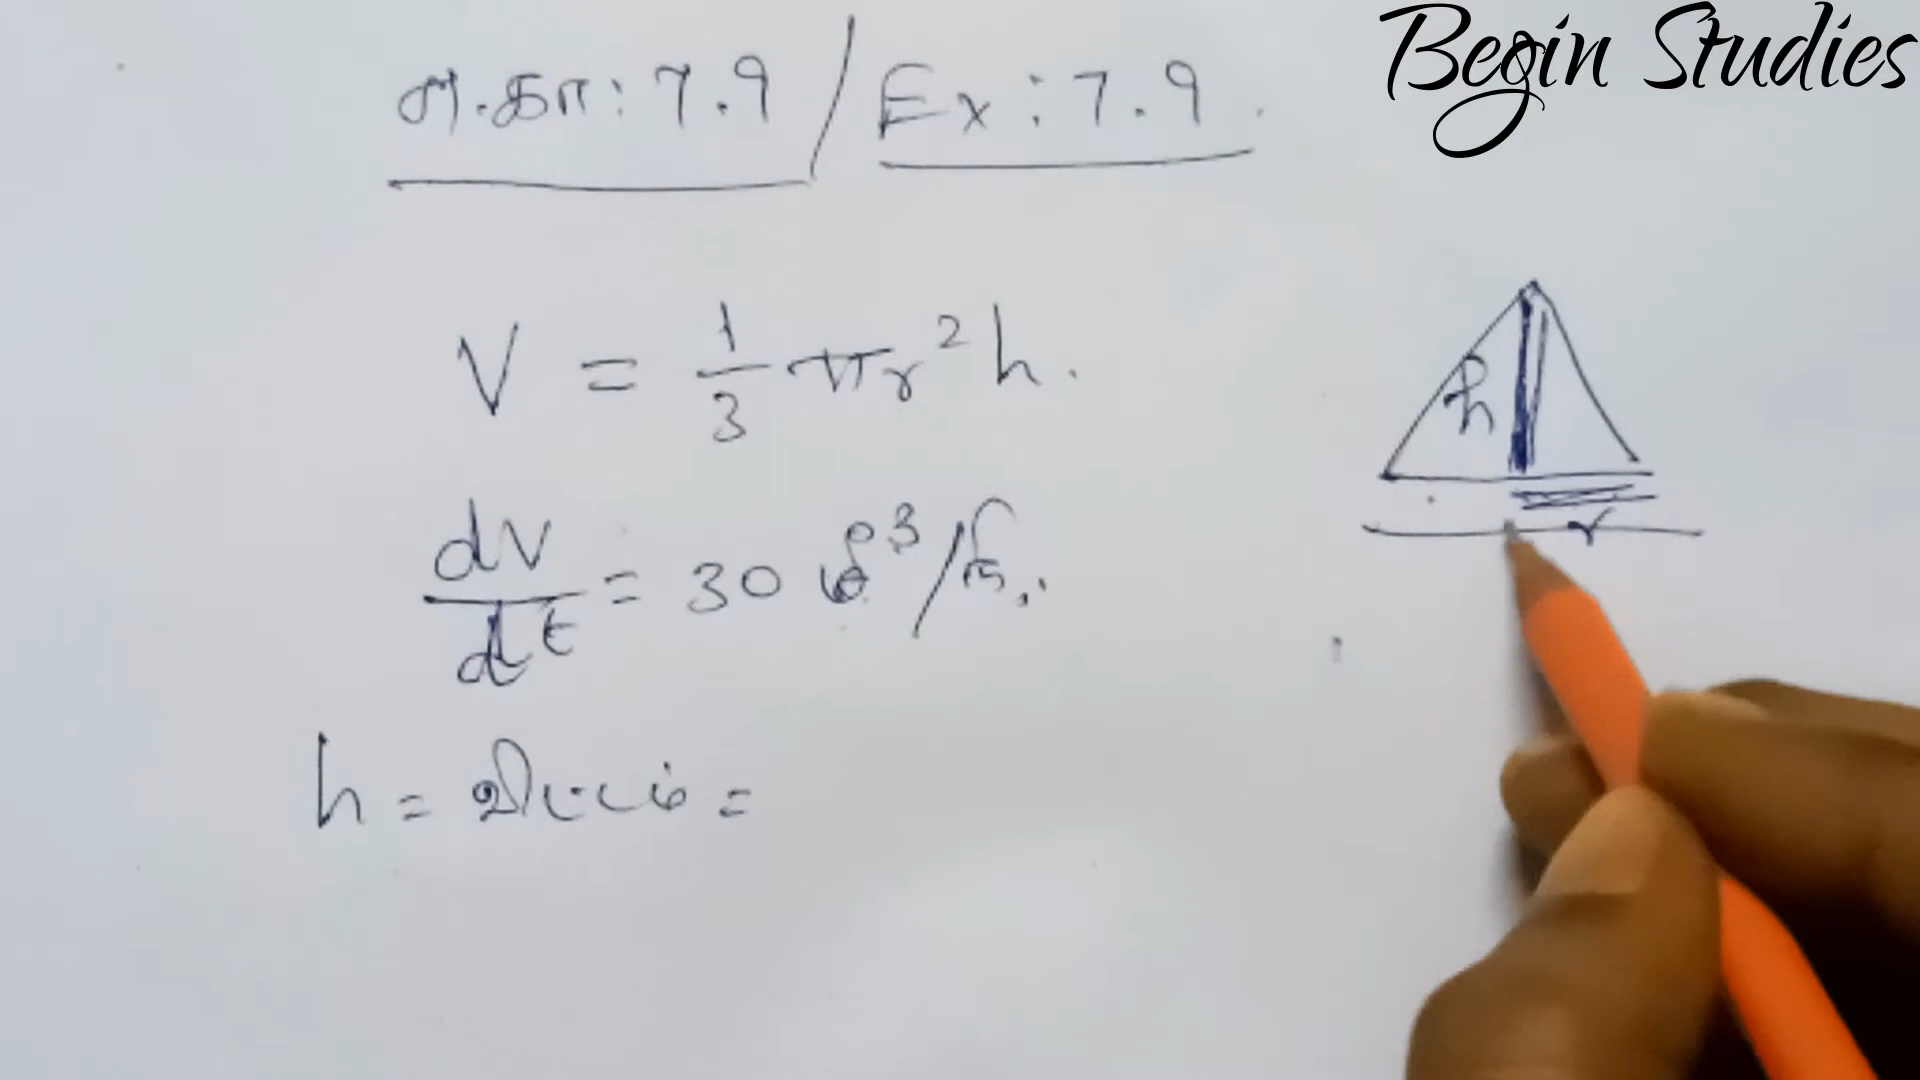 Begin Studies
எ.கா: 7.9 / Ex: 7.9.
V = 1/3 πr²h.
dV/dt = 30 மீ³/நி.
h = விட்டம் =
h
r